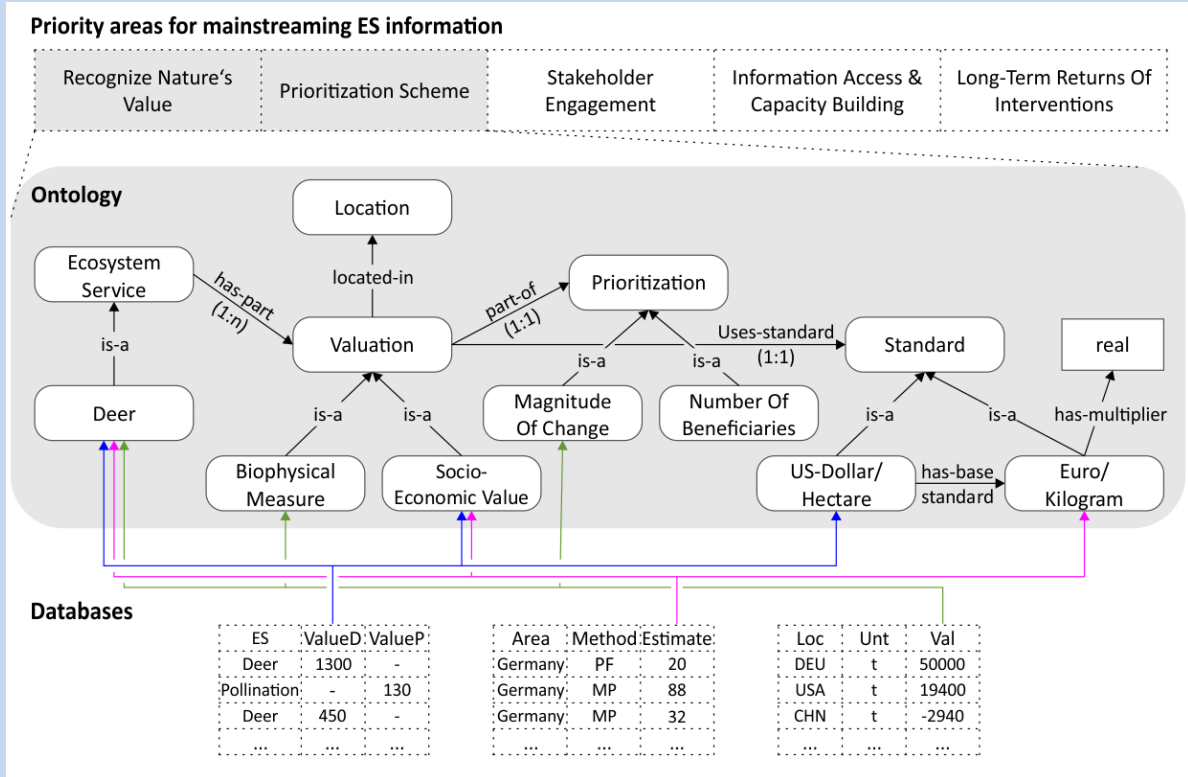 Priority areas for mainstreaming ES information
Recognize Nature‘s
Value
Prioritization Scheme
Stakeholder
Engagement
Information Access &
Capacity Building
Long-Term Returns Of
Interventions
Ontology
Location
Ecosystem
Service
has-part
(1:n)
located-in
part-of
(1:1)
Prioritization
is-a
Valuation
Uses-standard
(1:1)
Standard
real
is-a
is-a
Deer
is-a
is-a
Magnitude
Of Change
Number Of
Beneficiaries
is-a
is-a
has-multiplier
Biophysical
Measure
Socio-
Economic Value
US-Dollar/
Hectare
has-base
standard
Euro/
Kilogram
Databases
ES ValueD ValueP
Deer 1300 -
Pollination - 130
Deer 450 -
... ... ...
Area Method Estimate
Germany PF 20
Germany MP 88
Germany MP 32
... ... ...
Loc Unt Val
DEU t 50000
USA t 19400
CHN t -2940
... ... ...